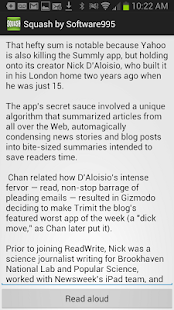 10:22 AM
SQUASH
Squash by Software995
That hefty sum is notable because Yahoo
is also killing the Summly app, but holding
onto its creator Nick D'Aloisio, who built it
in his London home two years ago when
he was just 15.
The app's secret sauce involved a unique
algorithm that summarized articles from
all over the Web, automagically
condensing news stories and blog posts
into bite-sized summaries intended to
save readers time.
Chan related how D'Aloisio's intense
fervor — read, non-stop barrage of
pleading emails — resulted in Gizmodo
deciding to make Trimit the blog's
featured worst app of the week (a "dick
move," as Chan later put it).
Prior to joining ReadWrite, Nick was a
science journalist writing for Brookhaven
National Lab and Popular Science,
worked with Newsweek's iPad team, and
Read aloud